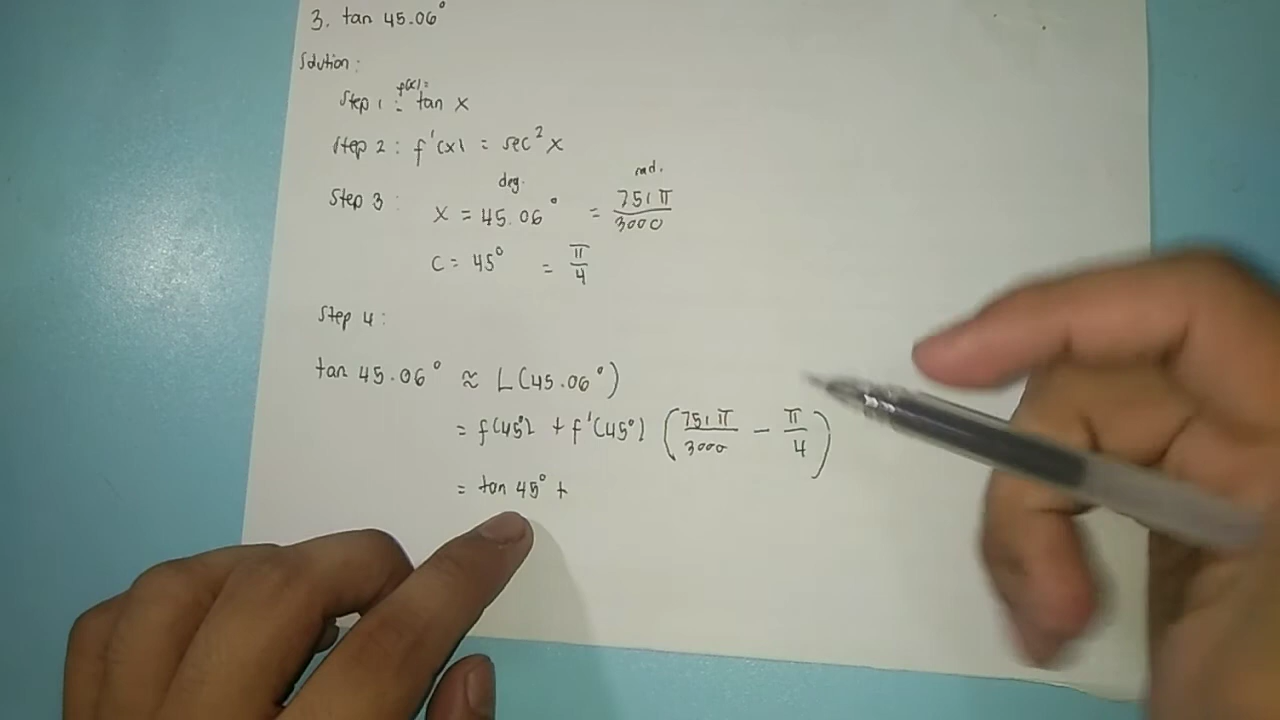 3. tan 45.06°
Solution:
f(x) =
Step 1 : tan x
Step 2 : f'(x) = sec² x
deg. rad.
Step 3 : x = 45.06° = 751π/3000
c = 45° = π/4
Step 4 :
tan 45.06° ≈ L(45.06°)
= f(45°) + f'(45°) (751π/3000 − π/4)
= tan 45° +